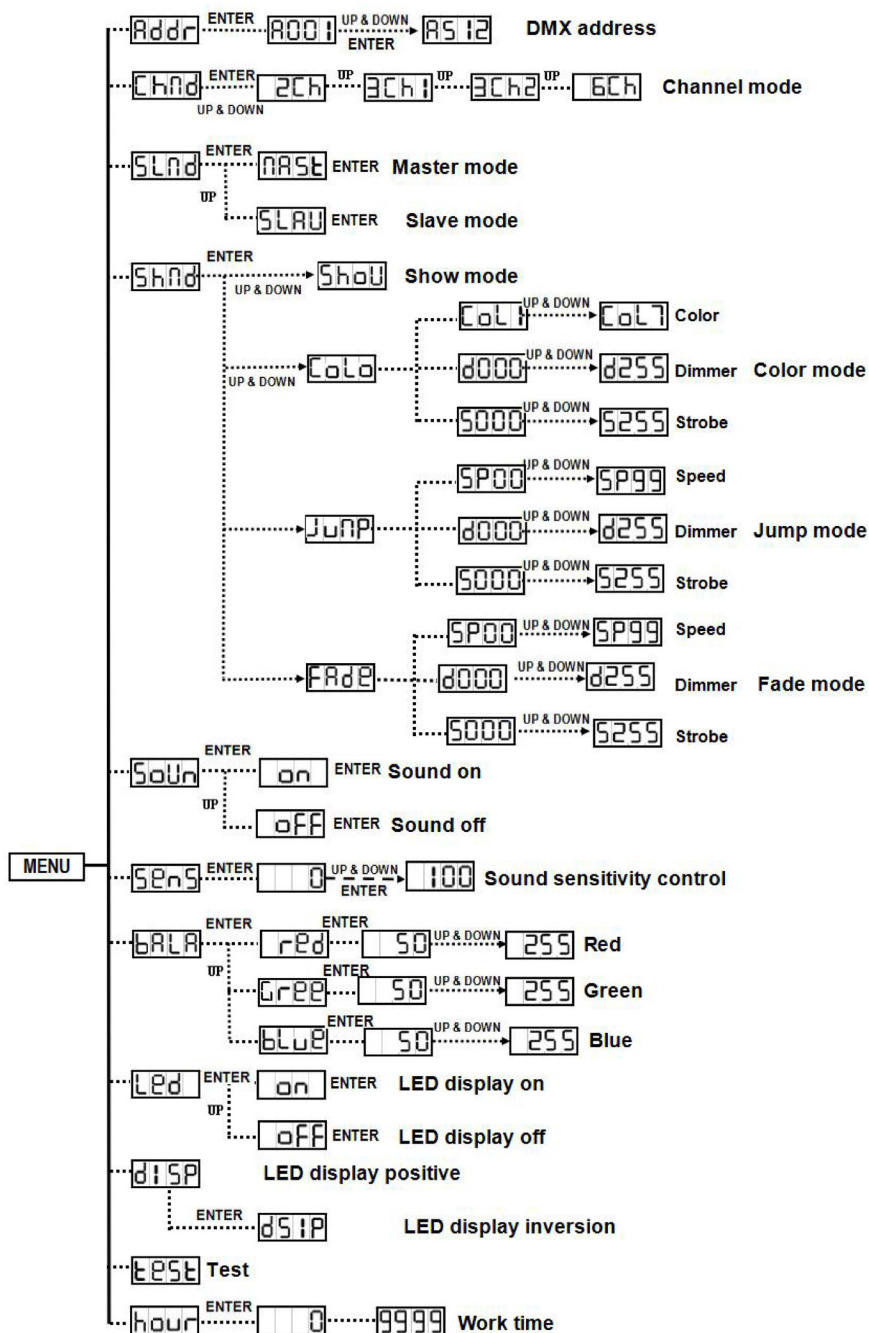 Addr ENTER A001 UP & DOWN ENTER A512 DMX address
ChMd ENTER UP & DOWN 2Ch UP 3Ch1 UP 3Ch2 UP 6Ch Channel mode
SLMd ENTER MASt ENTER Master mode
UP SLAU ENTER Slave mode
ShMd ENTER UP & DOWN ShoU Show mode
CoL1 UP & DOWN CoL7 Color
UP & DOWN CoLo d000 UP & DOWN d255 Dimmer Color mode
S000 UP & DOWN S255 Strobe
SP00 UP & DOWN SP99 Speed
JuMP d000 UP & DOWN d255 Dimmer Jump mode
S000 UP & DOWN S255 Strobe
SP00 UP & DOWN SP99 Speed
FAde d000 UP & DOWN d255 Dimmer Fade mode
S000 UP & DOWN S255 Strobe
SoUn ENTER on ENTER Sound on
UP oFF ENTER Sound off
MENU
SenS ENTER 0 UP & DOWN ENTER 100 Sound sensitivity control
bALA ENTER red ENTER 50 UP & DOWN 255 Red
UP Gree ENTER 50 UP & DOWN 255 Green
bLue ENTER 50 UP & DOWN 255 Blue
Led ENTER on ENTER LED display on
UP oFF ENTER LED display off
dISP LED display positive
ENTER dSIP LED display inversion
teSt Test
hour ENTER 0 9999 Work time